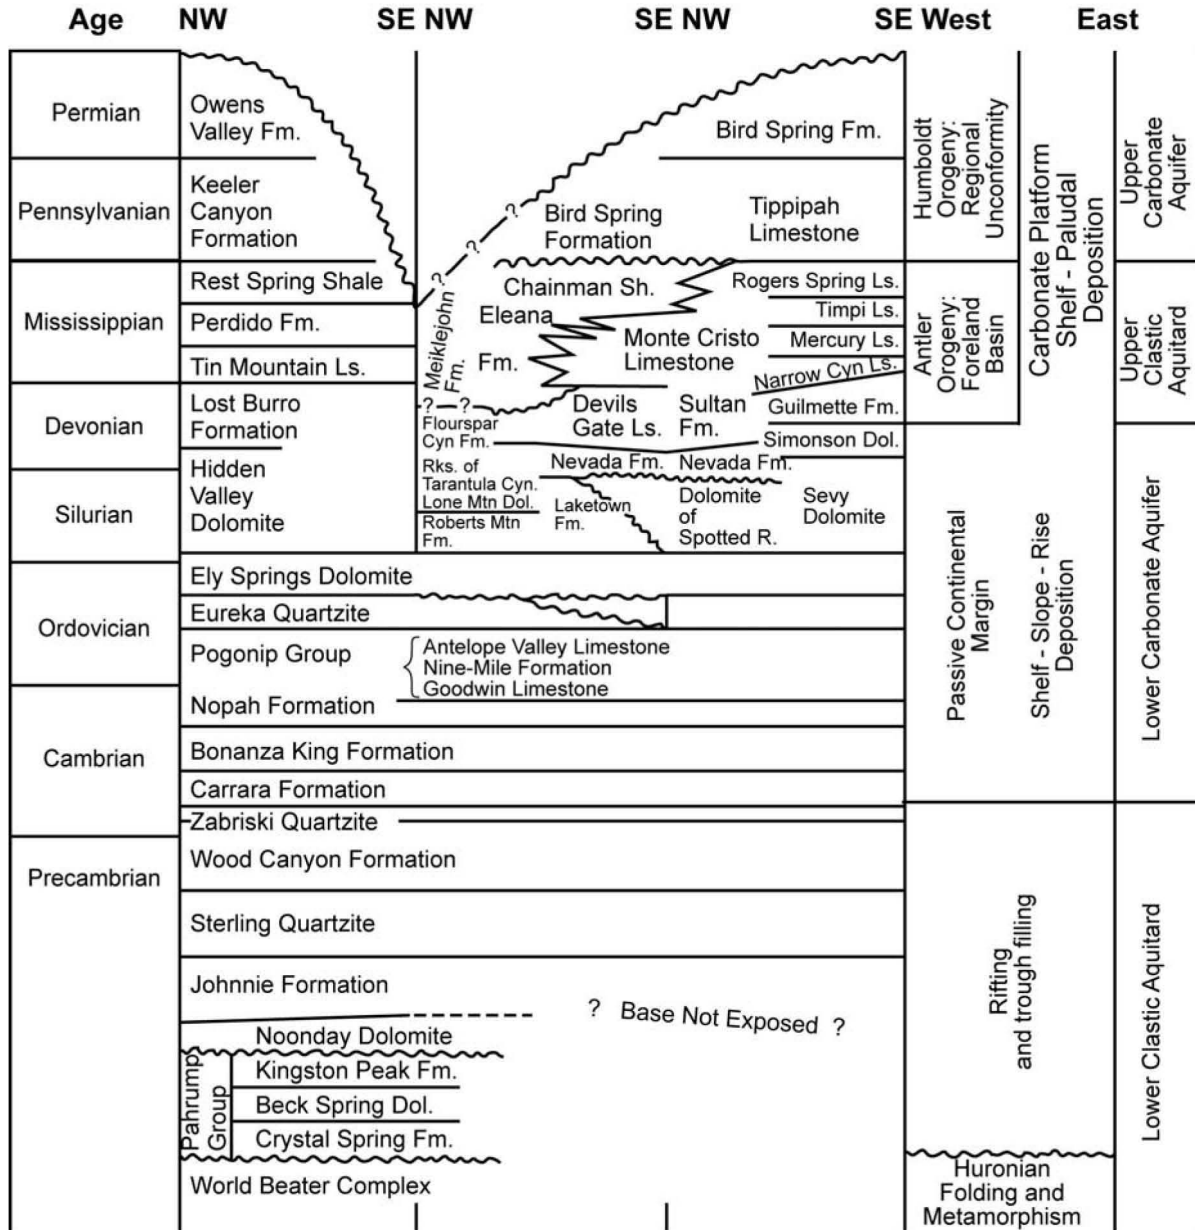 Age NW SE NW SE NW SE West East
Permian
Pennsylvanian
Mississippian
Devonian
Silurian
Ordovician
Cambrian
Precambrian
Owens
Valley Fm.
Keeler
Canyon
Formation
Rest Spring Shale
Perdido Fm.
Tin Mountain Ls.
Lost Burro
Formation
Hidden
Valley
Dolomite
Ely Springs Dolomite
Eureka Quartzite
Pogonip Group
Antelope Valley Limestone
Nine-Mile Formation
Goodwin Limestone
Nopah Formation
Bonanza King Formation
Carrara Formation
Zabriski Quartzite
Wood Canyon Formation
Sterling Quartzite
Johnnie Formation
Noonday Dolomite
Pahrump
Group
Kingston Peak Fm.
Beck Spring Dol.
Crystal Spring Fm.
World Beater Complex
? Base Not Exposed ?
?
?
?
Meiklejohn
Fm.
? ?
Flourspar
Cyn Fm.
Rks. of
Tarantula Cyn.
Lone Mtn Dol.
Roberts Mtn
Fm.
Bird Spring
Formation
Chainman Sh.
Eleana
Fm.
Devils
Gate Ls.
Nevada Fm.
Laketown
Fm.
Monte Cristo
Limestone
Sultan
Fm.
Nevada Fm.
Dolomite
of
Spotted R.
Bird Spring Fm.
Tippipah
Limestone
Rogers Spring Ls.
Timpi Ls.
Mercury Ls.
Narrow Cyn Ls.
Guilmette Fm.
Simonson Dol.
Sevy
Dolomite
Humboldt
Orogeny:
Regional
Unconformity
Antler
Orogeny:
Foreland
Basin
Passive Continental
Margin
Carbonate Platform
Shelf - Paludal
Deposition
Shelf - Slope - Rise
Deposition
Rifting
and trough filling
Huronian
Folding and
Metamorphism
Upper
Carbonate
Aquifer
Upper
Clastic
Aquitard
Lower Carbonate Aquifer
Lower Clastic Aquitard